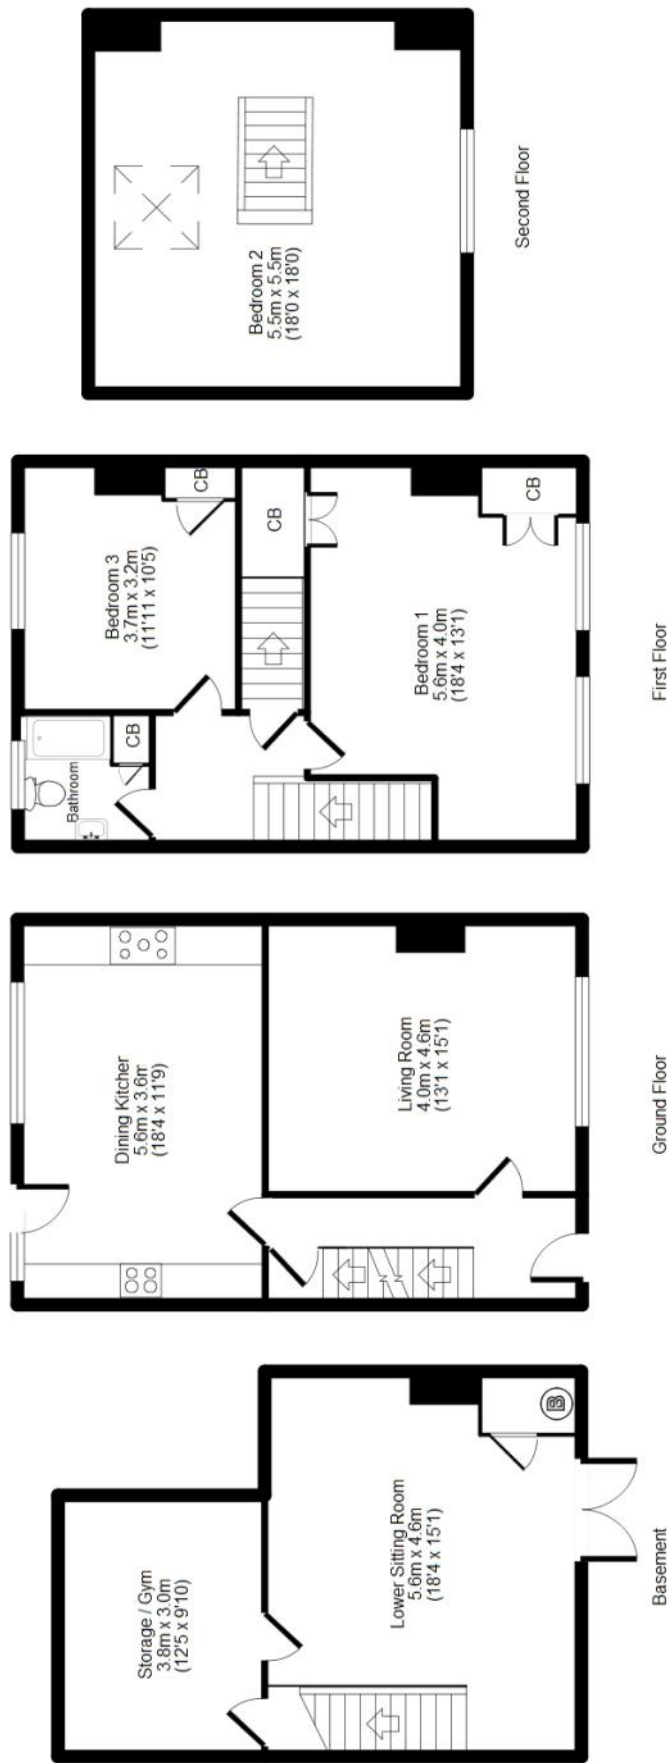 Storage / Gym
3.8m x 3.0m
(12'5 x 9'10)
Lower Sitting Room
5.6m x 4.6m
(18'4 x 15'1)
B
Basement
Dining Kitcher
5.6m x 3.6m
(18'4 x 11'9)
Living Room
4.0m x 4.6m
(13'1 x 15'1)
Ground Floor
Bathroom
CB
Bedroom 3
3.7m x 3.2m
(11'11 x 10'5)
CB
CB
Bedroom 1
5.6m x 4.0m
(18'4 x 13'1)
CB
First Floor
Bedroom 2
5.5m x 5.5m
(18'0 x 18'0)
Second Floor